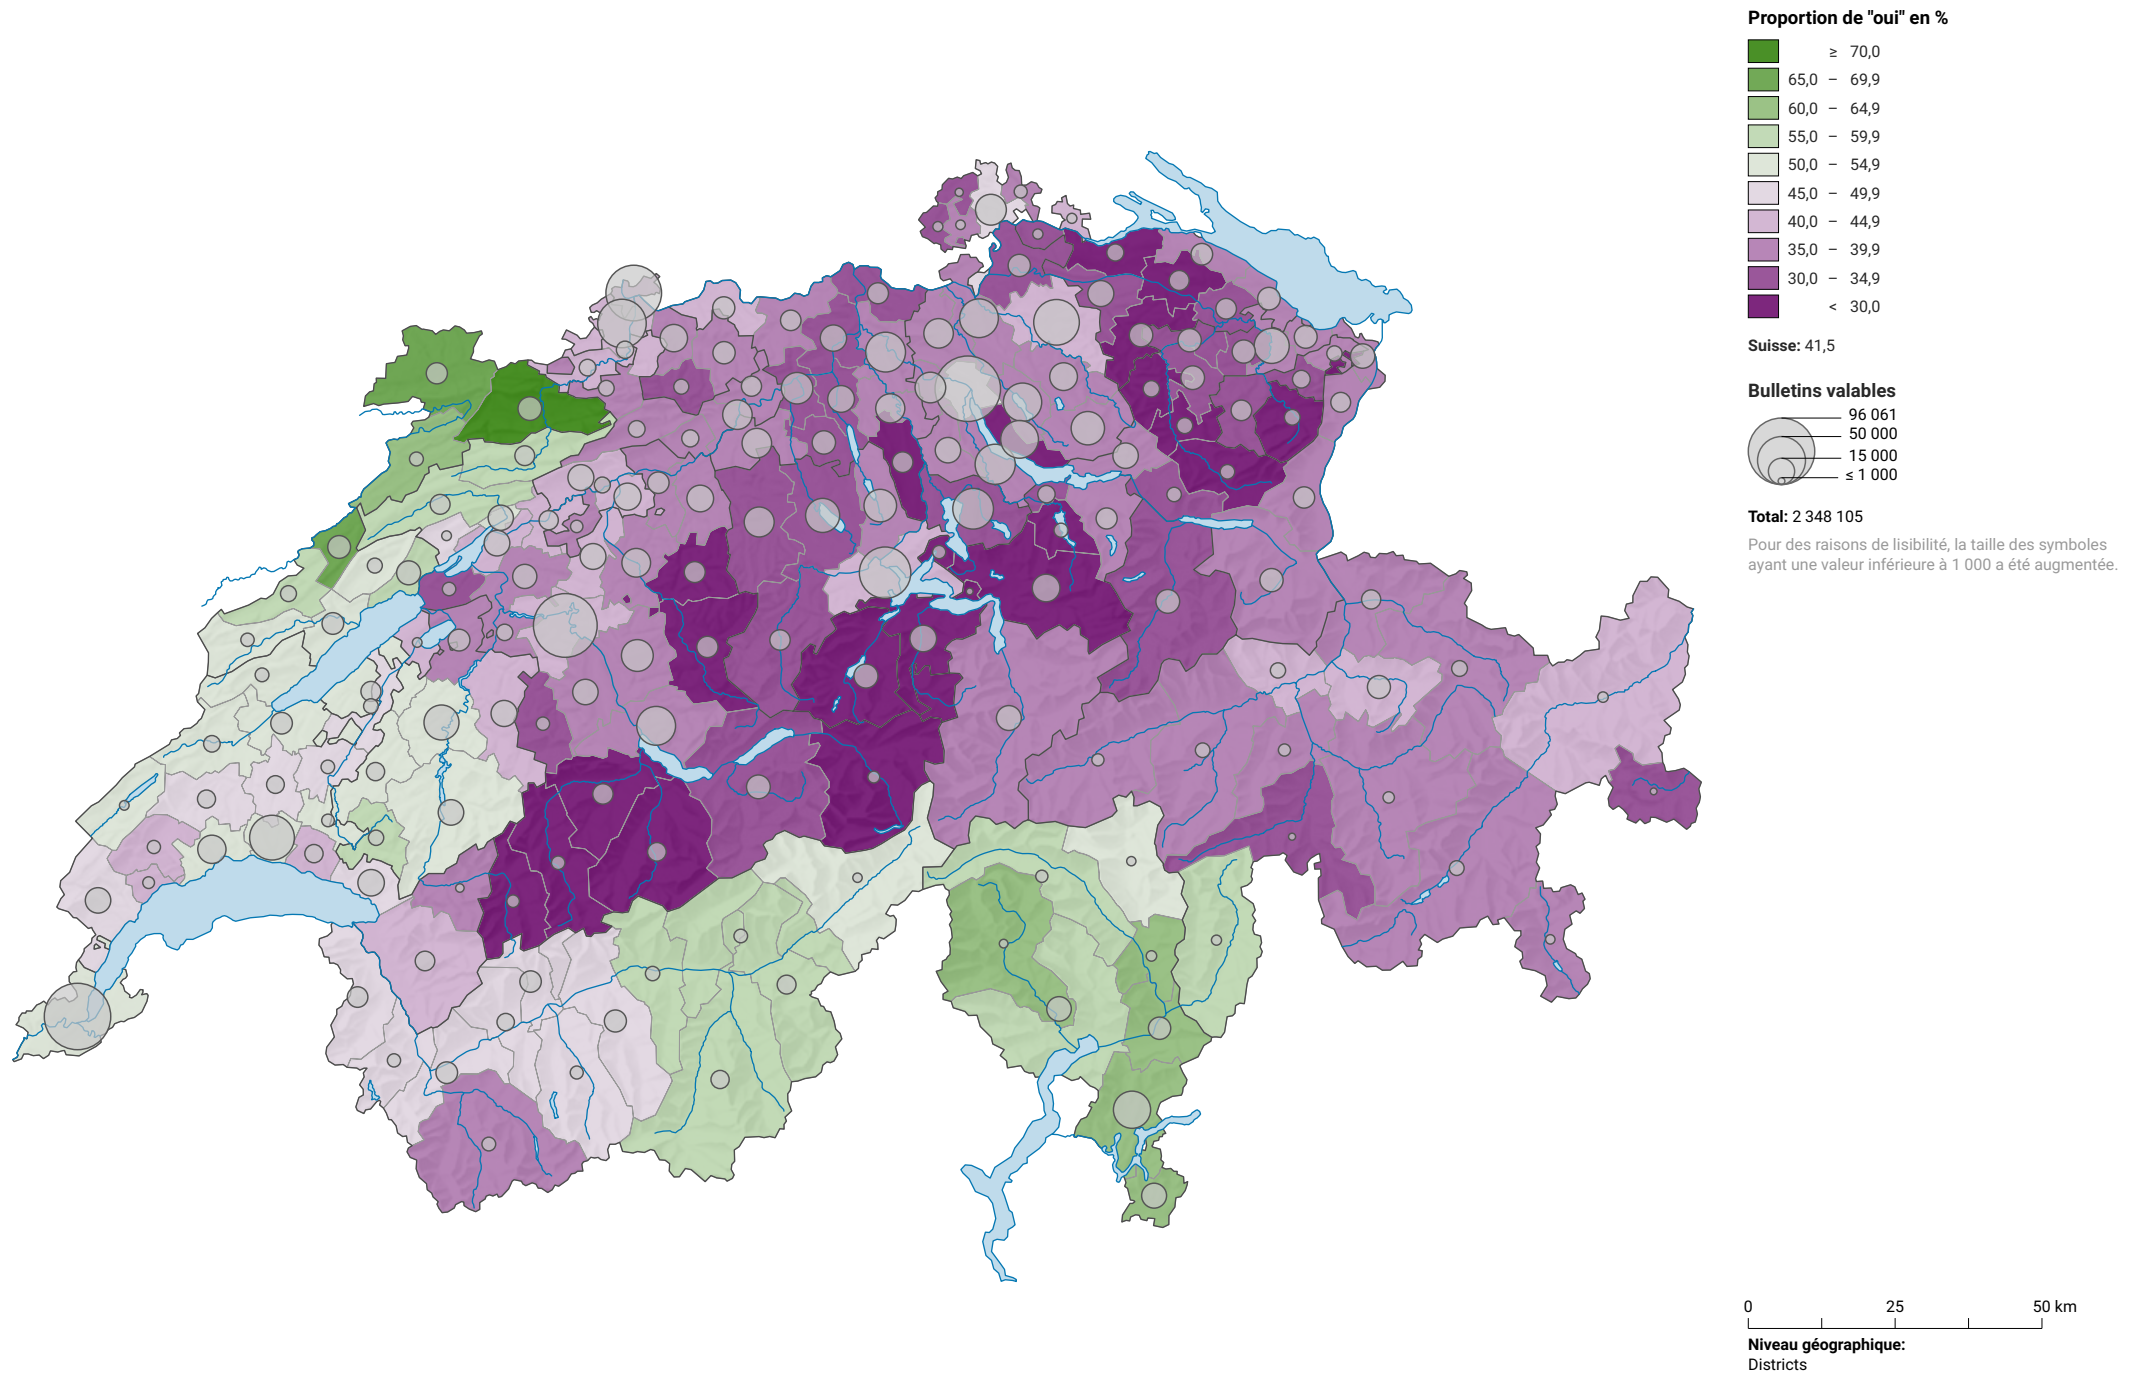 Proportion de "oui" en %
≥ 70,0
65,0 – 69,9
60,0 – 64,9
55,0 – 59,9
50,0 – 54,9
45,0 – 49,9
40,0 – 44,9
35,0 – 39,9
30,0 – 34,9
< 30,0
Suisse: 41,5
Bulletins valables
96 061
50 000
15 000
≤ 1 000
Total: 2 348 105
Pour des raisons de lisibilité, la taille des symboles
ayant une valeur inférieure à 1 000 a été augmentée.
0 25 50 km
Niveau géographique:
Districts